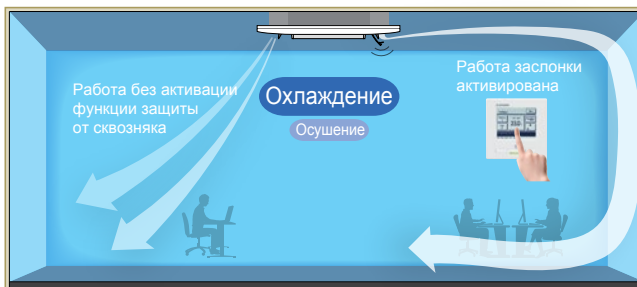 Работа без активации
функции защиты
от сквозняка
Охлаждение
Осушение
Работа заслонки
активирована